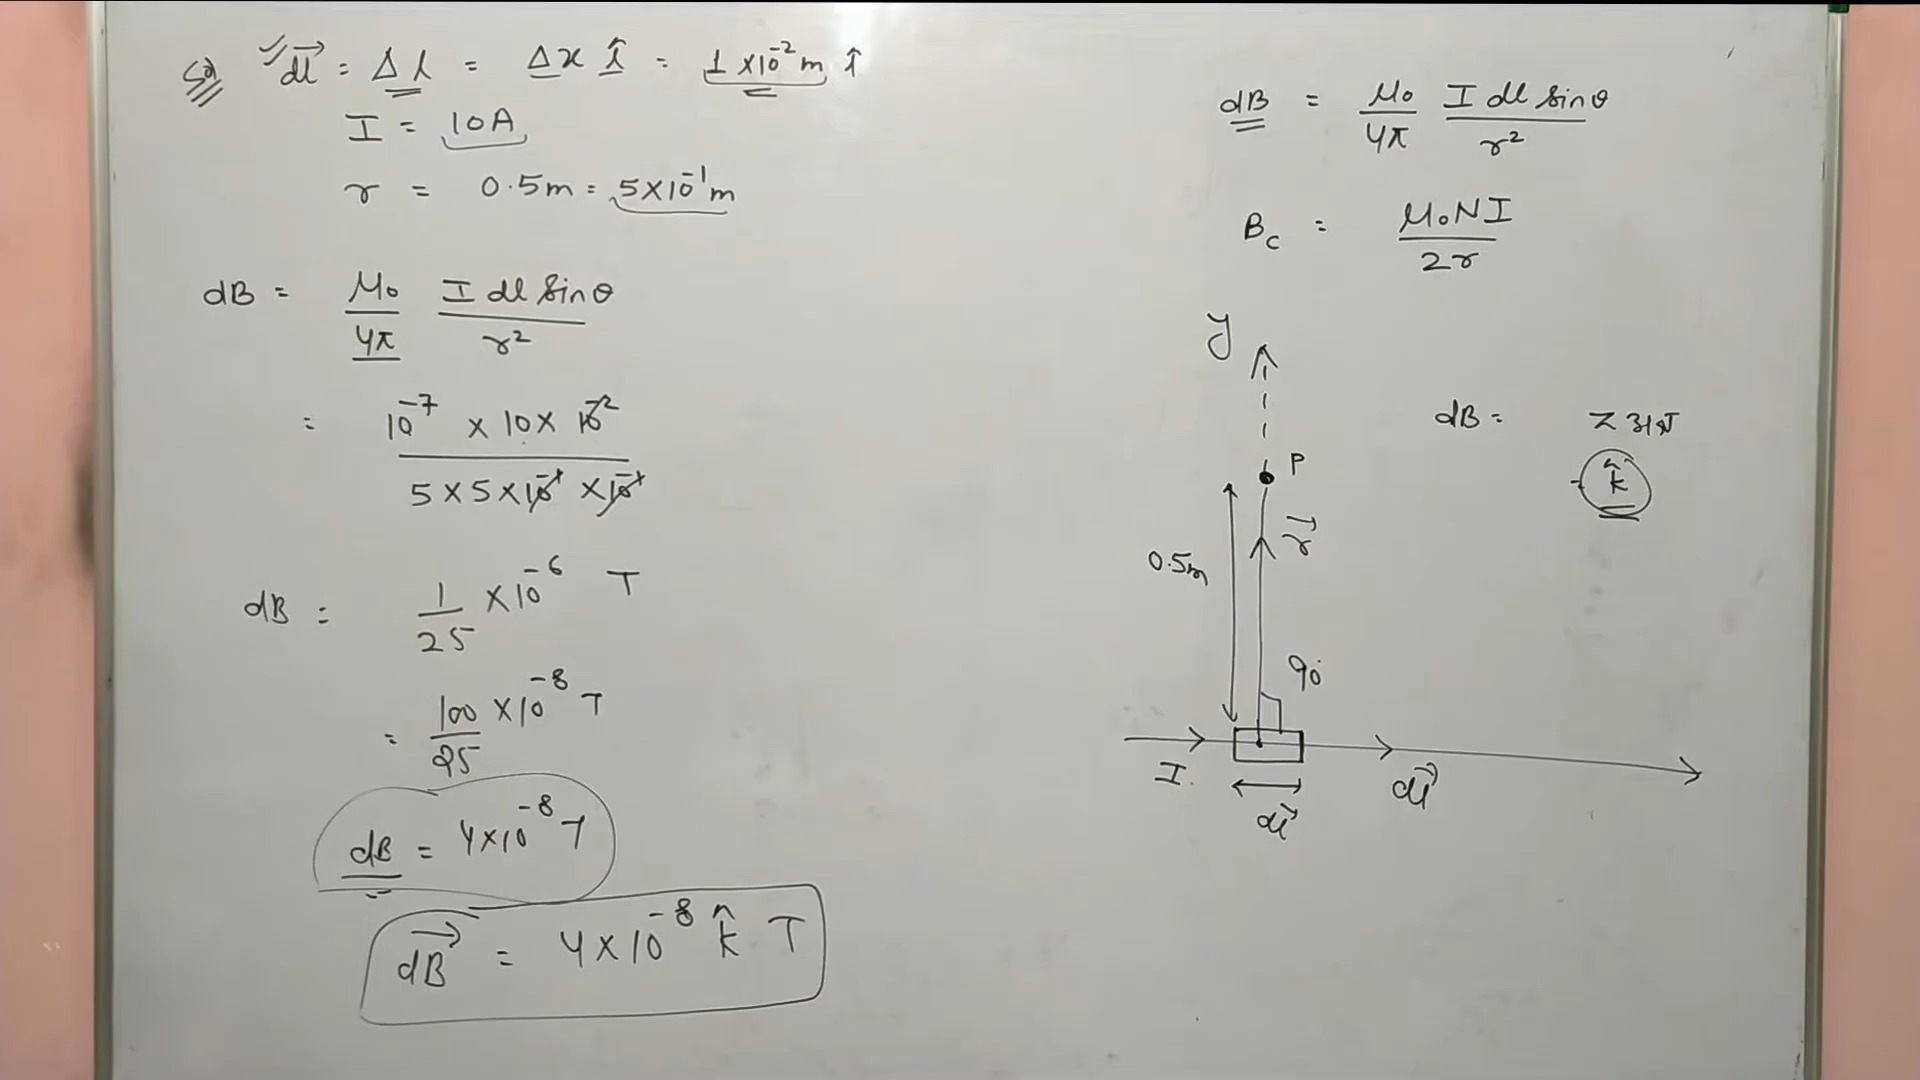 Sol dl⃗ = Δl = Δx î = 1 × 10⁻² m î
I = 10A
r = 0.5m = 5×10⁻¹ m
dB = μ₀/4π I dl sinθ/r²
= 10⁻⁷ × 10 × 10⁻² / 5 × 5 × 10⁻¹ × 10⁻¹
dB = 1/25 × 10⁻⁶ T
= 100/25 × 10⁻⁸ T
dB = 4×10⁻⁸ T
dB⃗ = 4 × 10⁻⁸ k̂ T
dB = μ₀/4π I dl sinθ/r²
B_c = μ₀NI/2r
y
P
r⃗
0.5m
90°
I
dl⃗
dl⃗
dB = Z अक्ष
k̂